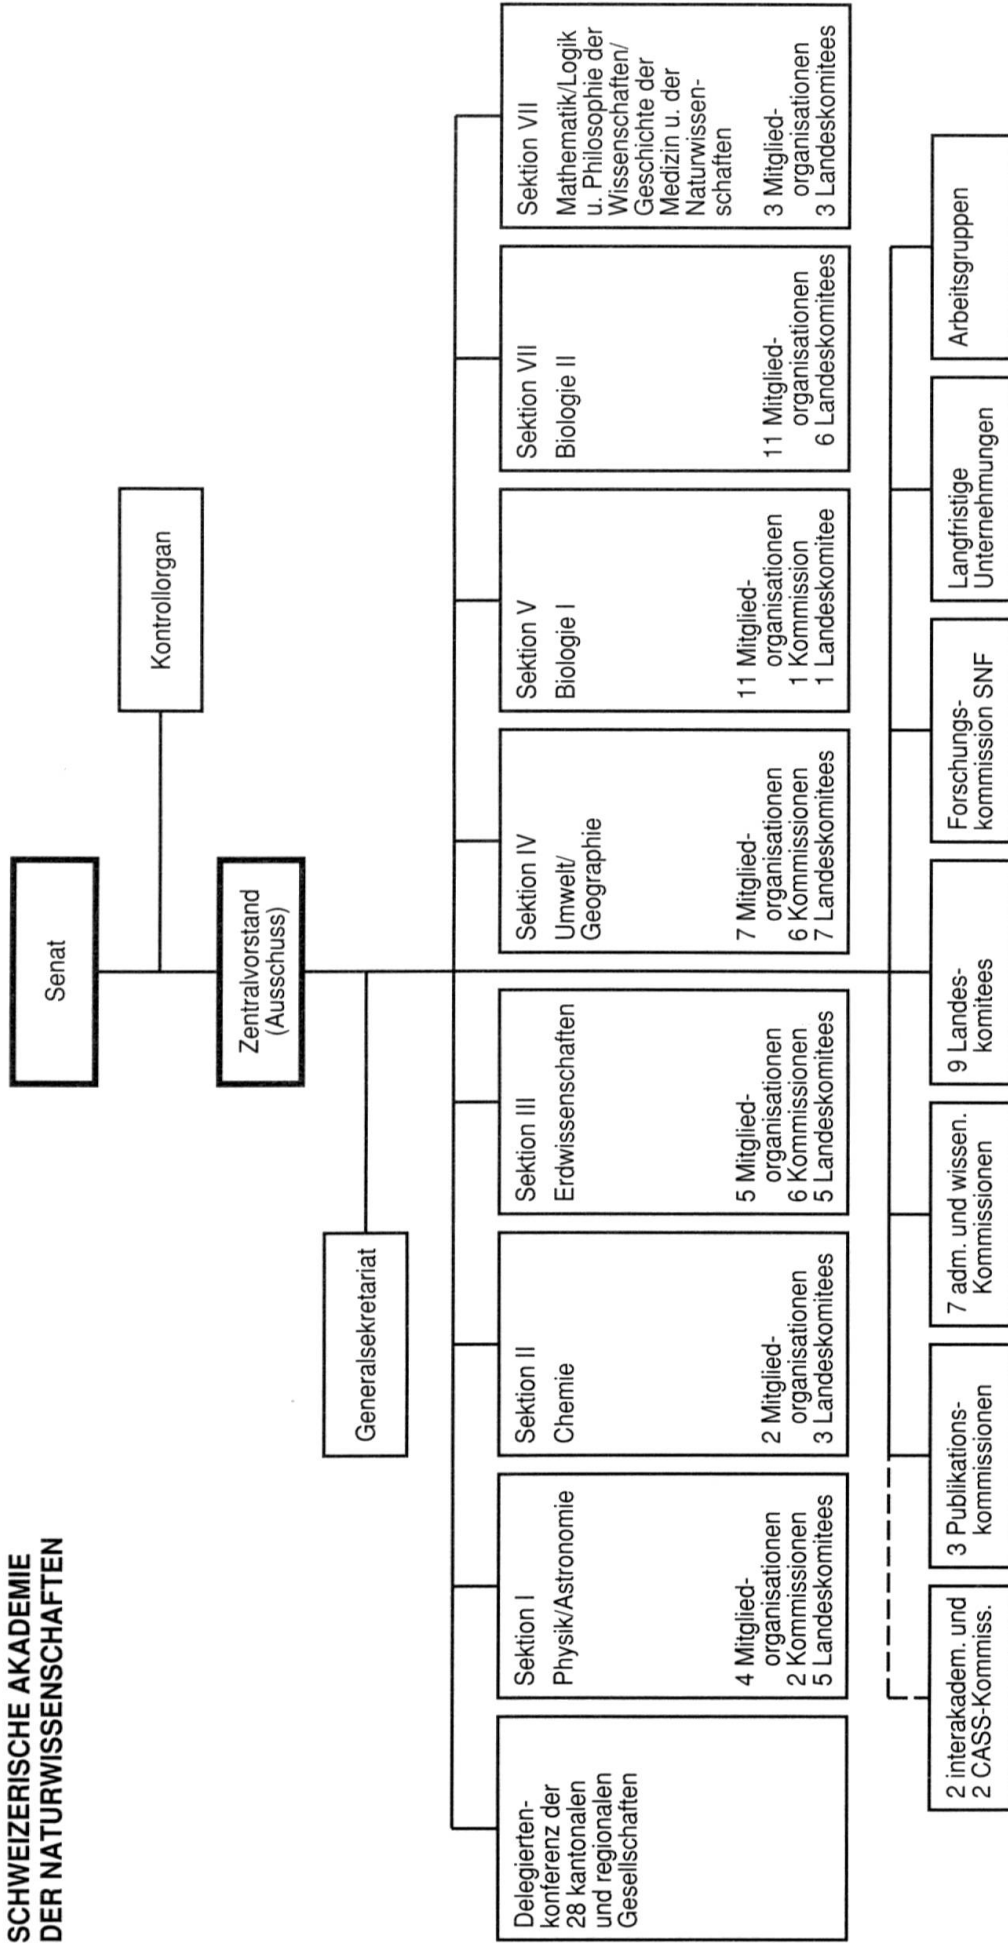 SCHWEIZERISCHE AKADEMIE
DER NATURWISSENSCHAFTEN
Senat
Kontrollorgan
Zentralvorstand
(Ausschuss)
Generalsekretariat
Delegierten-
konferenz der
28 kantonalen
und regionalen
Gesellschaften
Sektion I
Physik/Astronomie
4 Mitglied-
organisationen
2 Kommissionen
5 Landeskomitees
Sektion II
Chemie
2 Mitglied-
organisationen
3 Landeskomitees
Sektion III
Erdwissenschaften
5 Mitglied-
organisationen
6 Kommissionen
5 Landeskomitees
Sektion IV
Umwelt/
Geographie
7 Mitglied-
organisationen
6 Kommissionen
7 Landeskomitees
Sektion V
Biologie I
11 Mitglied-
organisationen
1 Kommission
1 Landeskomitee
Sektion VII
Biologie II
11 Mitglied-
organisationen
6 Landeskomitees
Sektion VII
Mathematik/Logik
u. Philosophie der
Wissenschaften/
Geschichte der
Medizin u. der
Naturwissen-
schaften
3 Mitglied-
organisationen
3 Landeskomitees
2 interakadem. und
2 CASS-Kommiss.
3 Publikations-
kommissionen
7 adm. und wissen.
Kommissionen
9 Landes-
komitees
Forschungs-
kommission SNF
Langfristige
Unternehmungen
Arbeitsgruppen